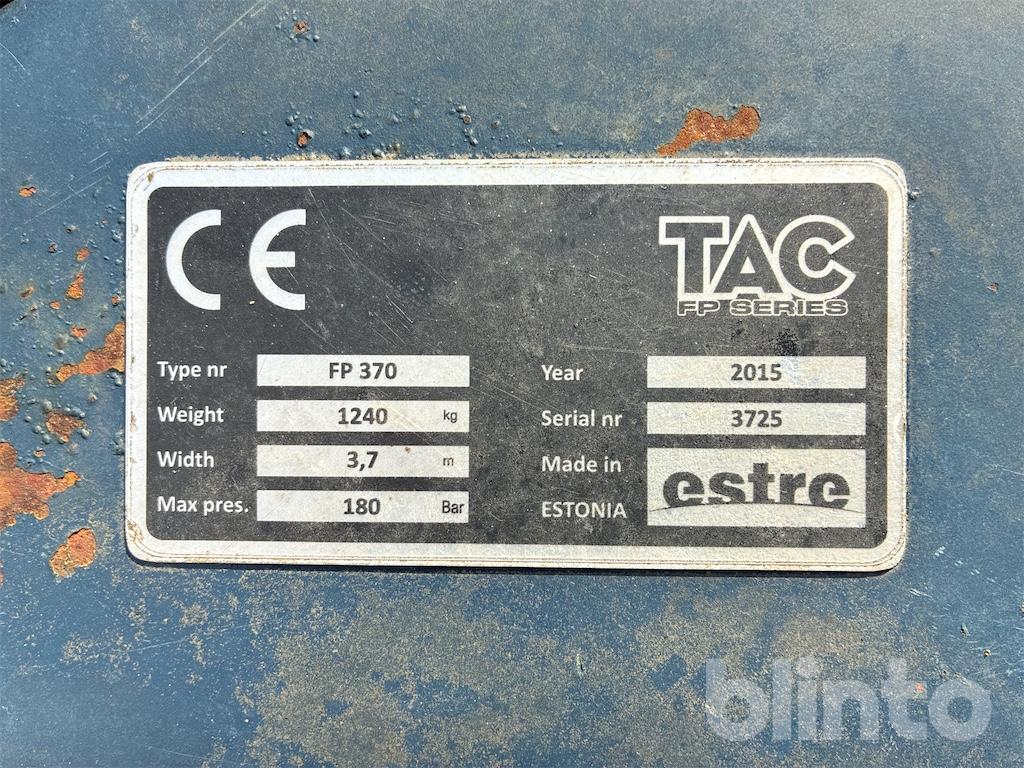 CE
TAC
FP SERIES
Type nr FP 370
Weight 1240 kg
Width 3,7 m
Max pres. 180 Bar
Year 2015
Serial nr 3725
Made in
ESTONIA
estre
blinto